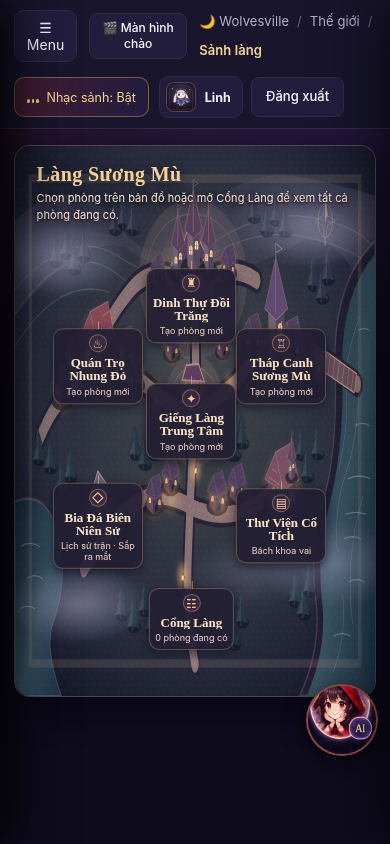 ☰
Menu
🎬 Màn hình
chào
🌙 Wolvesville / Thế giới /
Sảnh làng
Nhạc sảnh: Bật
Linh
Đăng xuất
Làng Sương Mù
Chọn phòng trên bản đồ hoặc mở Cổng Làng để xem tất cả
phòng đang có.
Dinh Thự Đồi
Trăng
Tạo phòng mới
Quán Trọ
Nhung Đỏ
Tạo phòng mới
Tháp Canh
Sương Mù
Tạo phòng mới
Giếng Làng
Trung Tâm
Tạo phòng mới
Bia Đá Biên
Niên Sử
Lịch sử trận · Sắp
ra mắt
Thư Viện Cổ
Tích
Bách khoa vai
Cổng Làng
0 phòng đang có
AI